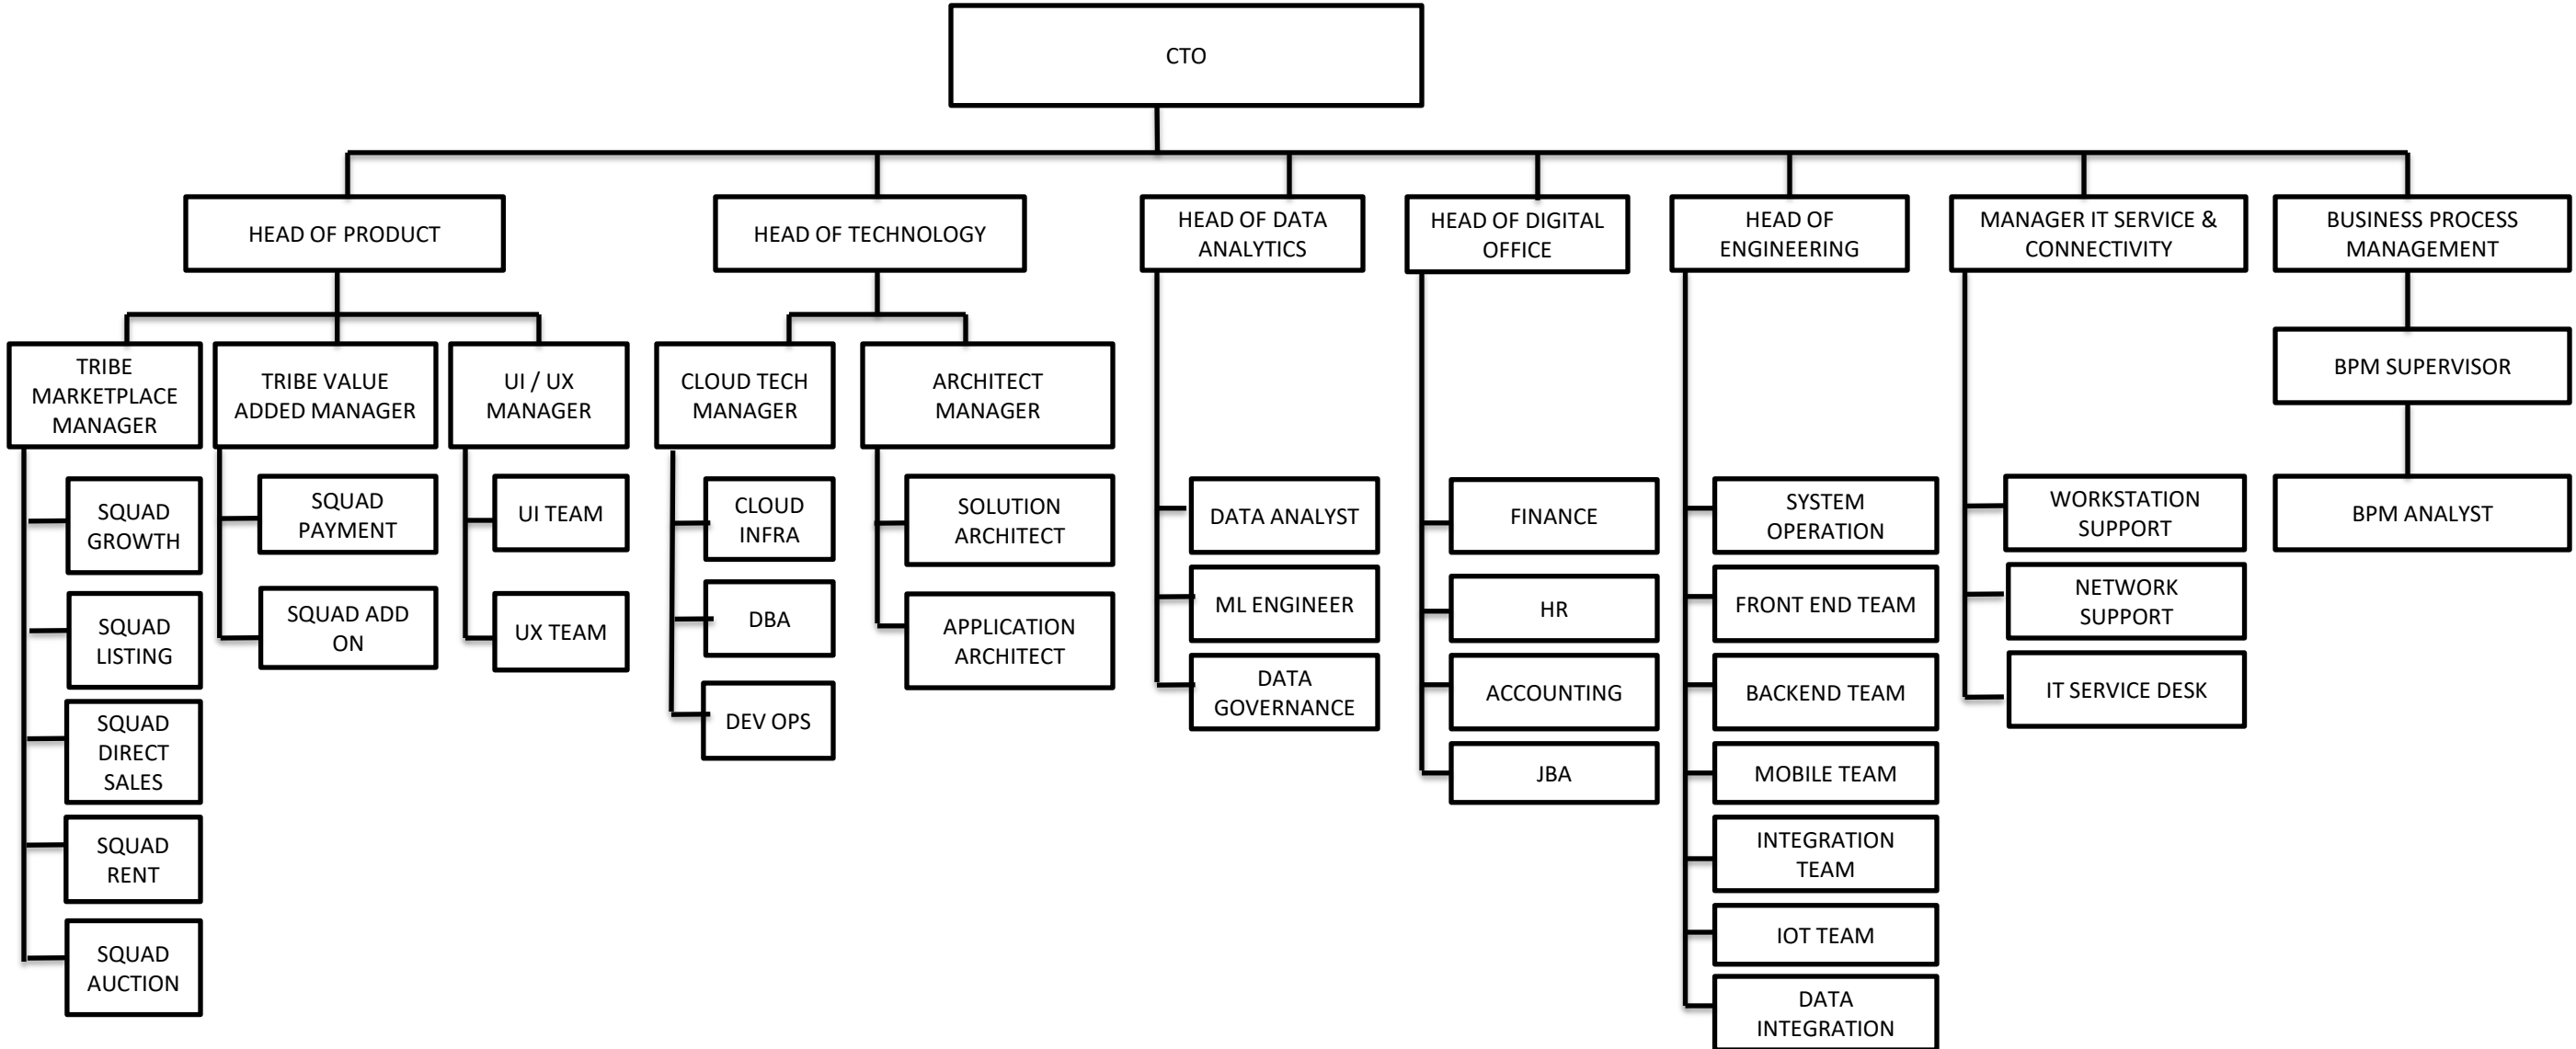 CTO
HEAD OF PRODUCT
HEAD OF TECHNOLOGY
HEAD OF DATA
ANALYTICS
HEAD OF DIGITAL
OFFICE
HEAD OF
ENGINEERING
MANAGER IT SERVICE &
CONNECTIVITY
BUSINESS PROCESS
MANAGEMENT
TRIBE
MARKETPLACE
MANAGER
TRIBE VALUE
ADDED MANAGER
UI / UX
MANAGER
CLOUD TECH
MANAGER
ARCHITECT
MANAGER
BPM SUPERVISOR
SQUAD
GROWTH
SQUAD
LISTING
SQUAD
DIRECT
SALES
SQUAD
RENT
SQUAD
AUCTION
SQUAD
PAYMENT
SQUAD ADD
ON
UI TEAM
UX TEAM
CLOUD
INFRA
DBA
DEV OPS
SOLUTION
ARCHITECT
APPLICATION
ARCHITECT
DATA ANALYST
ML ENGINEER
DATA
GOVERNANCE
FINANCE
HR
ACCOUNTING
JBA
SYSTEM
OPERATION
FRONT END TEAM
BACKEND TEAM
MOBILE TEAM
INTEGRATION
TEAM
IOT TEAM
DATA
INTEGRATION
WORKSTATION
SUPPORT
NETWORK
SUPPORT
IT SERVICE DESK
BPM ANALYST